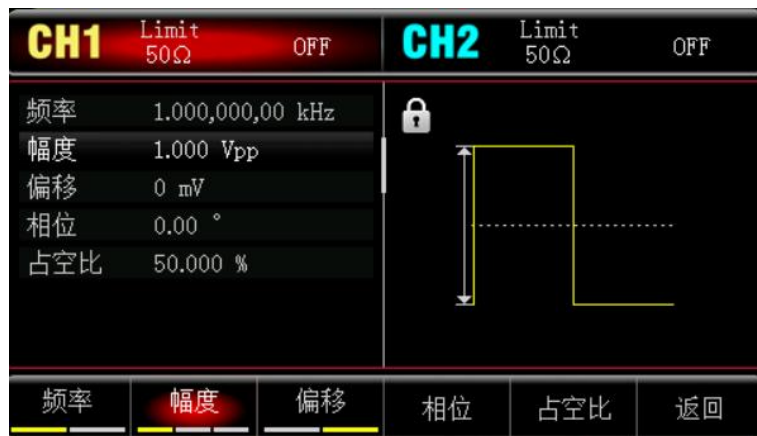 CH1 Limit 50Ω OFF CH2 Limit 50Ω OFF
频率 1.000,000,00 kHz
幅度 1.000 Vpp
偏移 0 mV
相位 0.00 °
占空比 50.000 %
频率 幅度 偏移 相位 占空比 返回